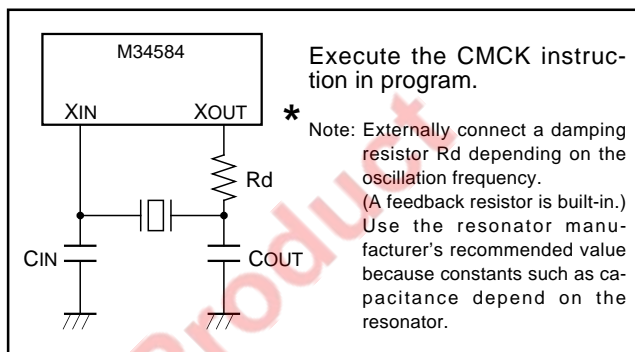 M34584
XIN
XOUT
Rd
CIN
COUT
*
Execute the CMCK instruc-
tion in program.
Note: Externally connect a damping
resistor Rd depending on the
oscillation frequency.
(A feedback resistor is built-in.)
Use the resonator manu-
facturer's recommended value
because constants such as ca-
pacitance depend on the
resonator.
Product